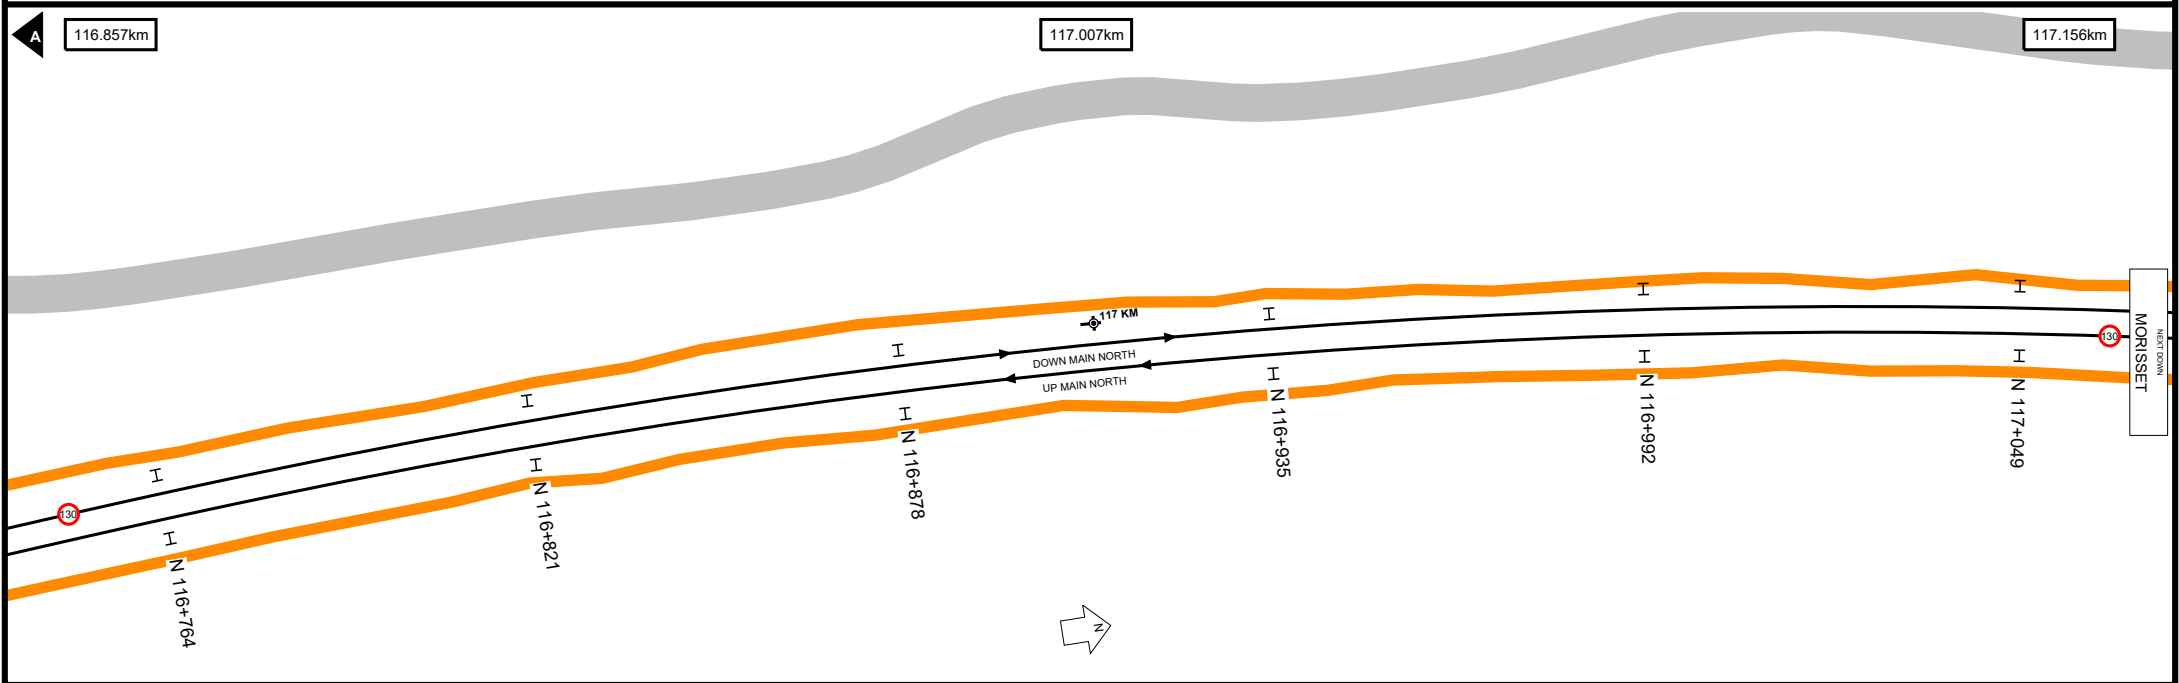 A
116.857km
117.007km
117.156km
117 KM
DOWN MAIN NORTH
UP MAIN NORTH
130
130
NEXT DOWN
MORISSET
N 116+764
N 116+821
N 116+878
N 116+935
N 116+992
N 117+049
N